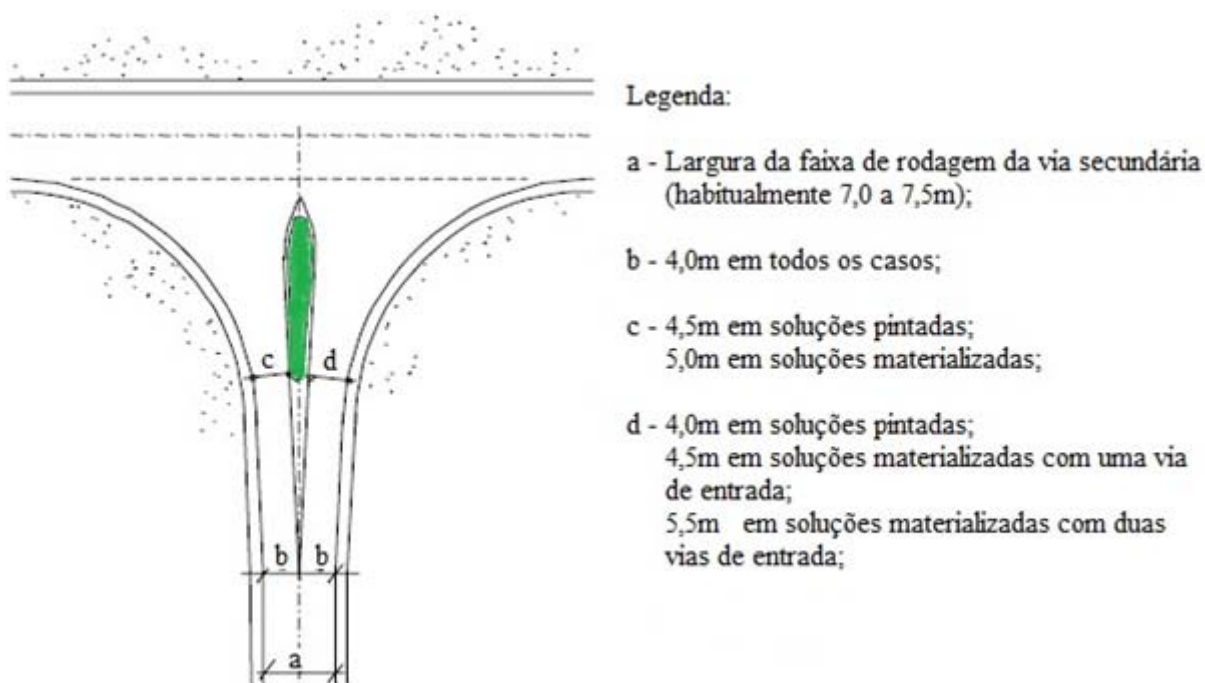 Legenda:
a - Largura da faixa de rodagem da via secundária
(habitualmente 7,0 a 7,5m);
b - 4,0m em todos os casos;
c - 4,5m em soluções pintadas;
5,0m em soluções materializadas;
d - 4,0m em soluções pintadas;
4,5m em soluções materializadas com uma via
de entrada;
5,5m em soluções materializadas com duas
vias de entrada;
c d
b b
a